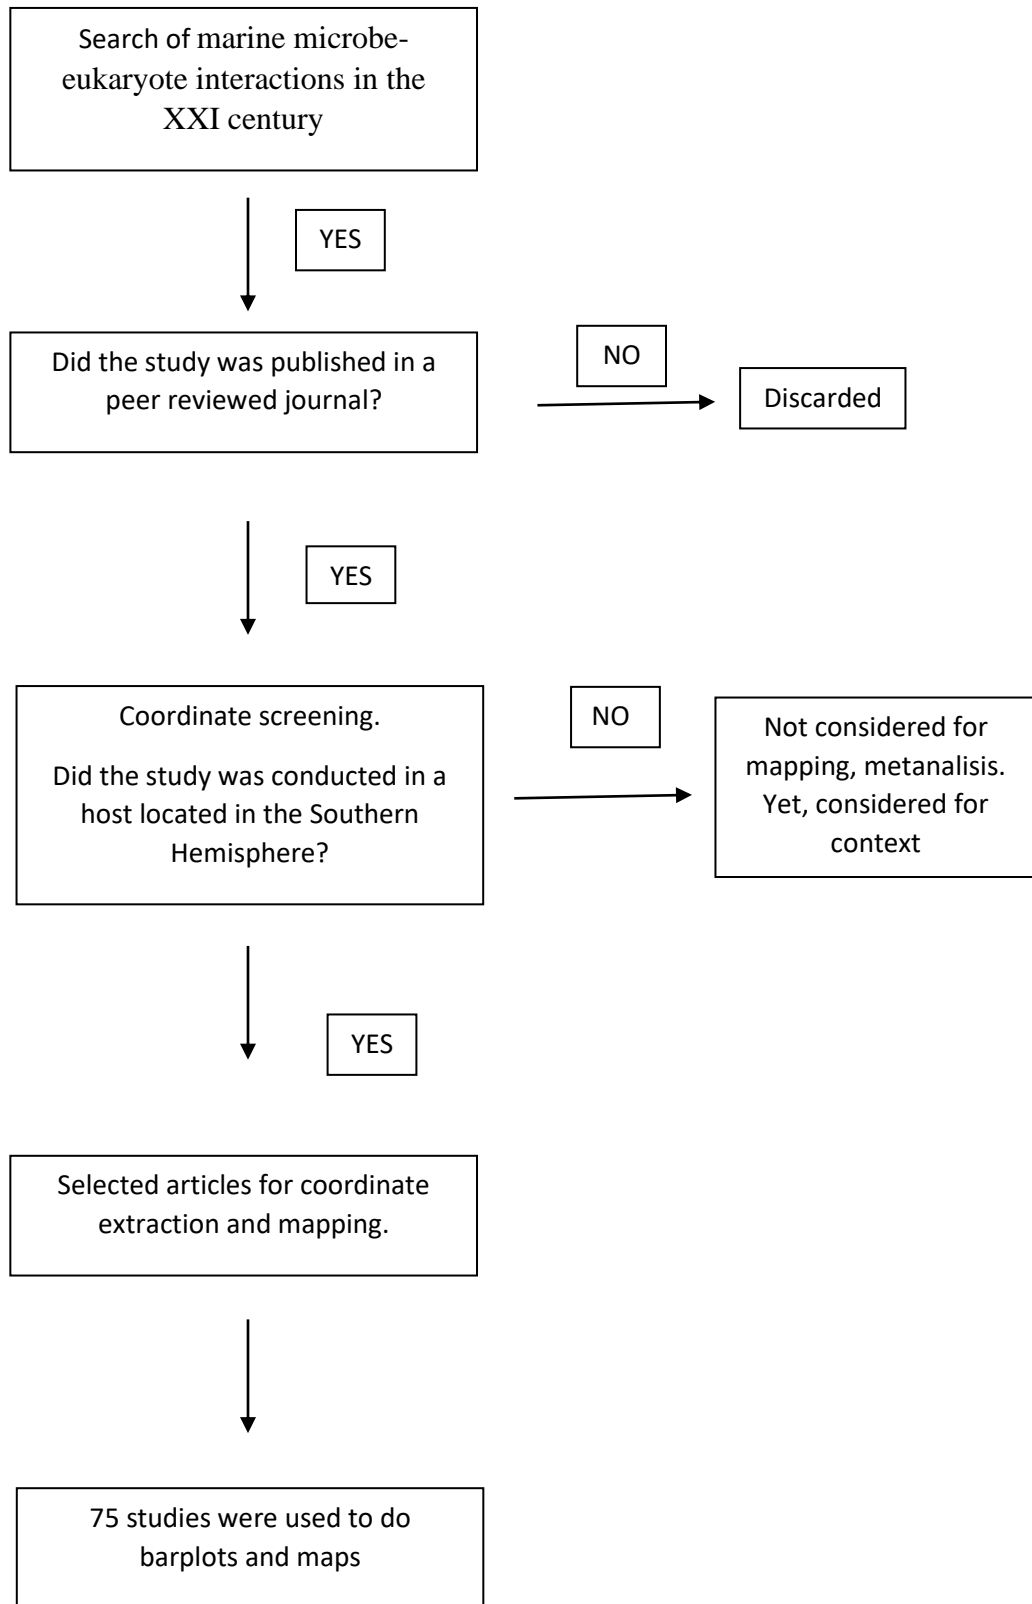 Search of marine microbe-
eukaryote interactions in the
XXI century
YES
Did the study was published in a
peer reviewed journal?
NO
Discarded
YES
Coordinate screening.
Did the study was conducted in a
host located in the Southern
Hemisphere?
NO
Not considered for
mapping, metanalisis.
Yet, considered for
context
YES
Selected articles for coordinate
extraction and mapping.
75 studies were used to do
barplots and maps